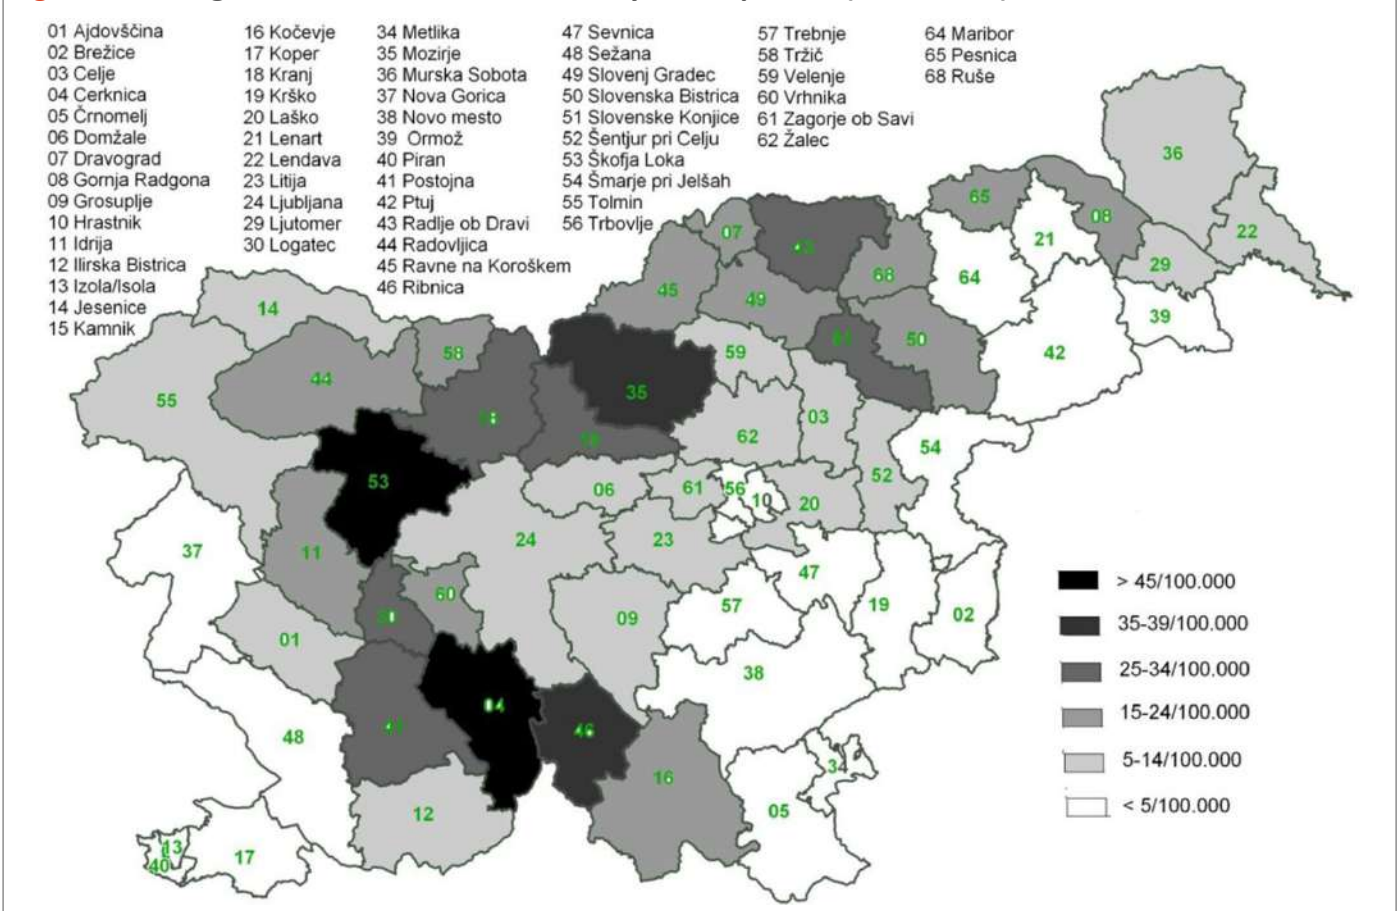 01 Ajdovščina
02 Brežice
03 Celje
04 Cerknica
05 Črnomelj
06 Domžale
07 Dravograd
08 Gornja Radgona
09 Grosuplje
10 Hrastnik
11 Idrija
12 Ilirska Bistrica
13 Izola/Isola
14 Jesenice
15 Kamnik
16 Kočevje
17 Koper
18 Kranj
19 Krško
20 Laško
21 Lenart
22 Lendava
23 Litija
24 Ljubljana
29 Ljutomer
30 Logatec
34 Metlika
35 Mozirje
36 Murska Sobota
37 Nova Gorica
38 Novo mesto
39 Ormož
40 Piran
41 Postojna
42 Ptuj
43 Radlje ob Dravi
44 Radovljica
45 Ravne na Koroškem
46 Ribnica
47 Sevnica
48 Sežana
49 Slovenj Gradec
50 Slovenska Bistrica
51 Slovenske Konjice
52 Šentjur pri Celju
53 Škofja Loka
54 Šmarje pri Jelšah
55 Tolmin
56 Trbovlje
57 Trebnje
58 Tržič
59 Velenje
60 Vrhnika
61 Zagorje ob Savi
62 Žalec
64 Maribor
65 Pesnica
68 Ruše
36
65
08
07
22
21
43
29
68
64
45
49
14
39
50
58
59
42
44
35
55
03
62
54
53
52
06
61
56
10
20
24
23
37
11
47
60
19
57
02
09
01
38
04
46
48
34
16
05
12
13
17
40
> 45/100.000
35-39/100.000
25-34/100.000
15-24/100.000
5-14/100.000
< 5/100.000